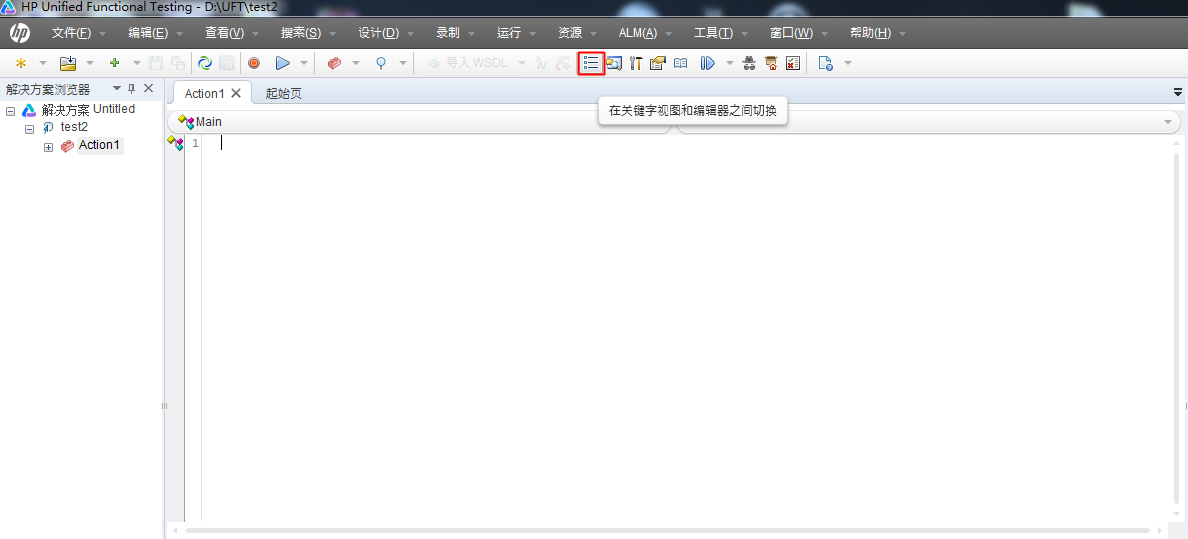 HP Unified Functional Testing - D:\UFT\test2
hp 文件(F) 编辑(E) 查看(V) 搜索(S) 设计(D) 录制 运行 资源 ALM(A) 工具(T) 窗口(W) 帮助(H)
导入 WSDL
解决方案浏览器
Action1 起始页
在关键字视图和编辑器之间切换
解决方案 Untitled
Main
test2
1
Action1